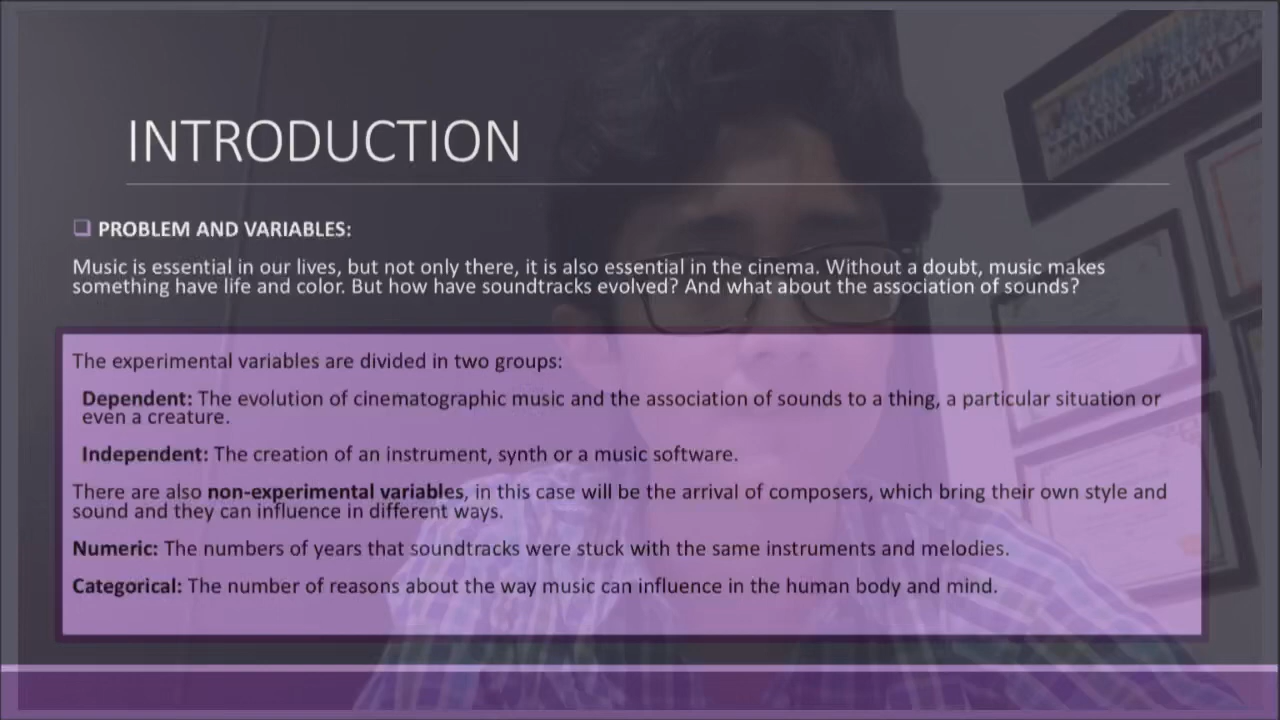 INTRODUCTION
PROBLEM AND VARIABLES:
Music is essential in our lives, but not only there, it is also essential in the cinema. Without a doubt, music makes
something have life and color. But how have soundtracks evolved? And what about the association of sounds?
The experimental variables are divided in two groups:
Dependent: The evolution of cinematographic music and the association of sounds to a thing, a particular situation or
even a creature.
Independent: The creation of an instrument, synth or a music software.
There are also non-experimental variables, in this case will be the arrival of composers, which bring their own style and
sound and they can influence in different ways.
Numeric: The numbers of years that soundtracks were stuck with the same instruments and melodies.
Categorical: The number of reasons about the way music can influence in the human body and mind.